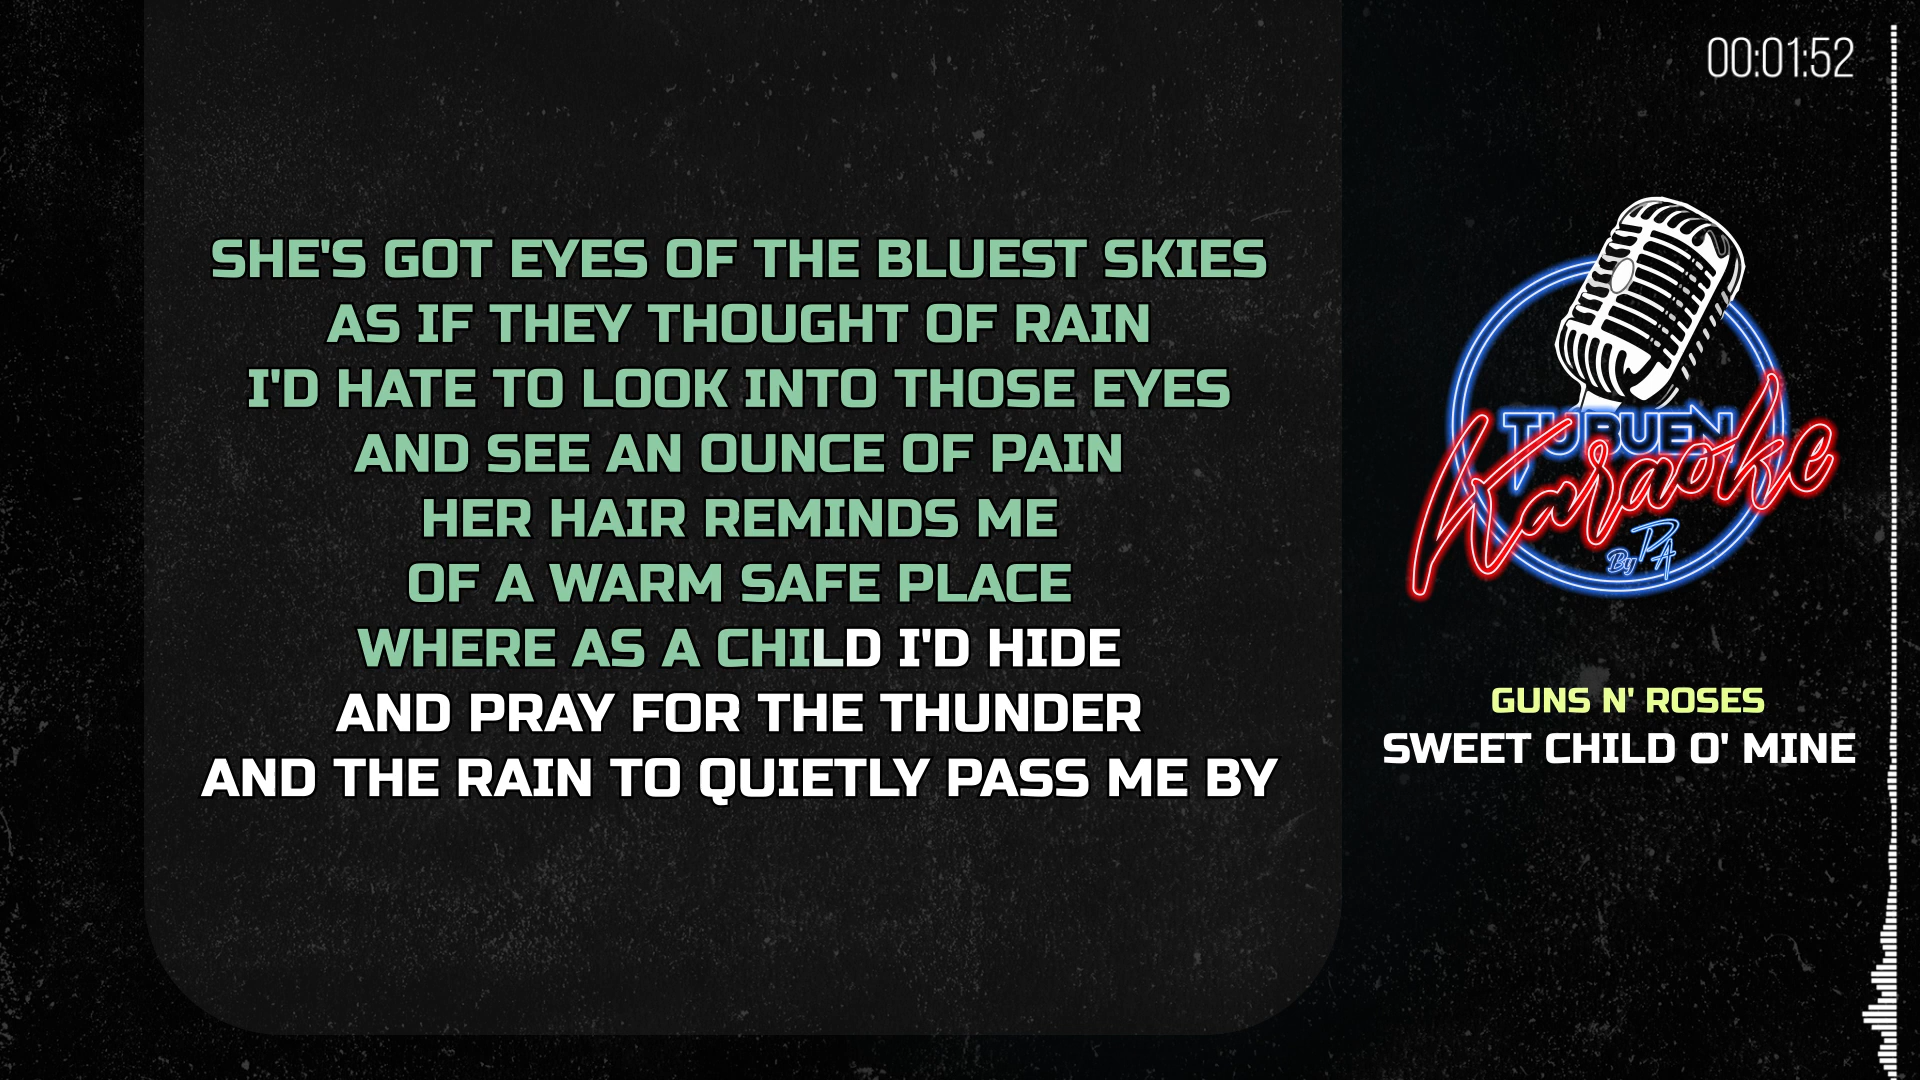 00:01:52
SHE'S GOT EYES OF THE BLUEST SKIES
AS IF THEY THOUGHT OF RAIN
I'D HATE TO LOOK INTO THOSE EYES
AND SEE AN OUNCE OF PAIN
HER HAIR REMINDS ME
OF A WARM SAFE PLACE
WHERE AS A CHILD I'D HIDE
AND PRAY FOR THE THUNDER
AND THE RAIN TO QUIETLY PASS ME BY
TUBUEN
Karaoke
By PA
GUNS N' ROSES
SWEET CHILD O' MINE